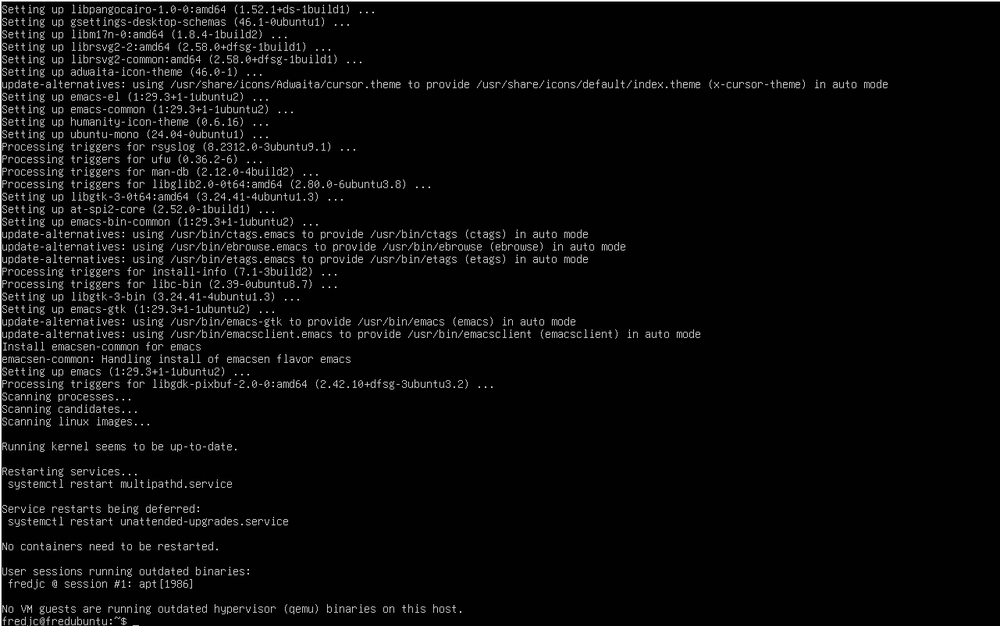 Setting up libpangocairo-1.0-0:amd64 (1.52.1+ds-1build1) ...
Setting up gsettings-desktop-schemas (46.1-0ubuntu1) ...
Setting up libm17n-0:amd64 (1.8.4-1build2) ...
Setting up librsvg2-2:amd64 (2.58.0+dfsg-1build1) ...
Setting up librsvg2-common:amd64 (2.58.0+dfsg-1build1) ...
Setting up adwaita-icon-theme (46.0-1) ...
update-alternatives: using /usr/share/icons/Adwaita/cursor.theme to provide /usr/share/icons/default/index.theme (x-cursor-theme) in auto mode
Setting up emacs-el (1:29.3+1-1ubuntu2) ...
Setting up emacs-common (1:29.3+1-1ubuntu2) ...
Setting up humanity-icon-theme (0.6.16) ...
Setting up ubuntu-mono (24.04-0ubuntu1) ...
Processing triggers for rsyslog (8.2312.0-3ubuntu9.1) ...
Processing triggers for ufw (0.36.2-6) ...
Processing triggers for man-db (2.12.0-4build2) ...
Processing triggers for libglib2.0-0t64:amd64 (2.80.0-6ubuntu3.8) ...
Setting up libgtk-3-0t64:amd64 (3.24.41-4ubuntu1.3) ...
Setting up at-spi2-core (2.52.0-1build1) ...
Setting up emacs-bin-common (1:29.3+1-1ubuntu2) ...
update-alternatives: using /usr/bin/ctags.emacs to provide /usr/bin/ctags (ctags) in auto mode
update-alternatives: using /usr/bin/ebrowse.emacs to provide /usr/bin/ebrowse (ebrowse) in auto mode
update-alternatives: using /usr/bin/etags.emacs to provide /usr/bin/etags (etags) in auto mode
Processing triggers for install-info (7.1-3build2) ...
Processing triggers for libc-bin (2.39-0ubuntu8.7) ...
Setting up libgtk-3-bin (3.24.41-4ubuntu1.3) ...
Setting up emacs-gtk (1:29.3+1-1ubuntu2) ...
update-alternatives: using /usr/bin/emacs-gtk to provide /usr/bin/emacs (emacs) in auto mode
update-alternatives: using /usr/bin/emacsclient.emacs to provide /usr/bin/emacsclient (emacsclient) in auto mode
Install emacsen-common for emacs
emacsen-common: Handling install of emacsen flavor emacs
Setting up emacs (1:29.3+1-1ubuntu2) ...
Processing triggers for libgdk-pixbuf-2.0-0:amd64 (2.42.10+dfsg-3ubuntu3.2) ...
Scanning processes...
Scanning candidates...
Scanning linux images...
Running kernel seems to be up-to-date.
Restarting services...
systemctl restart multipathd.service
Service restarts being deferred:
systemctl restart unattended-upgrades.service
No containers need to be restarted.
User sessions running outdated binaries:
fredjc @ session #1: apt[1986]
No VM guests are running outdated hypervisor (qemu) binaries on this host.
fredjc@fredubuntu:~$ _